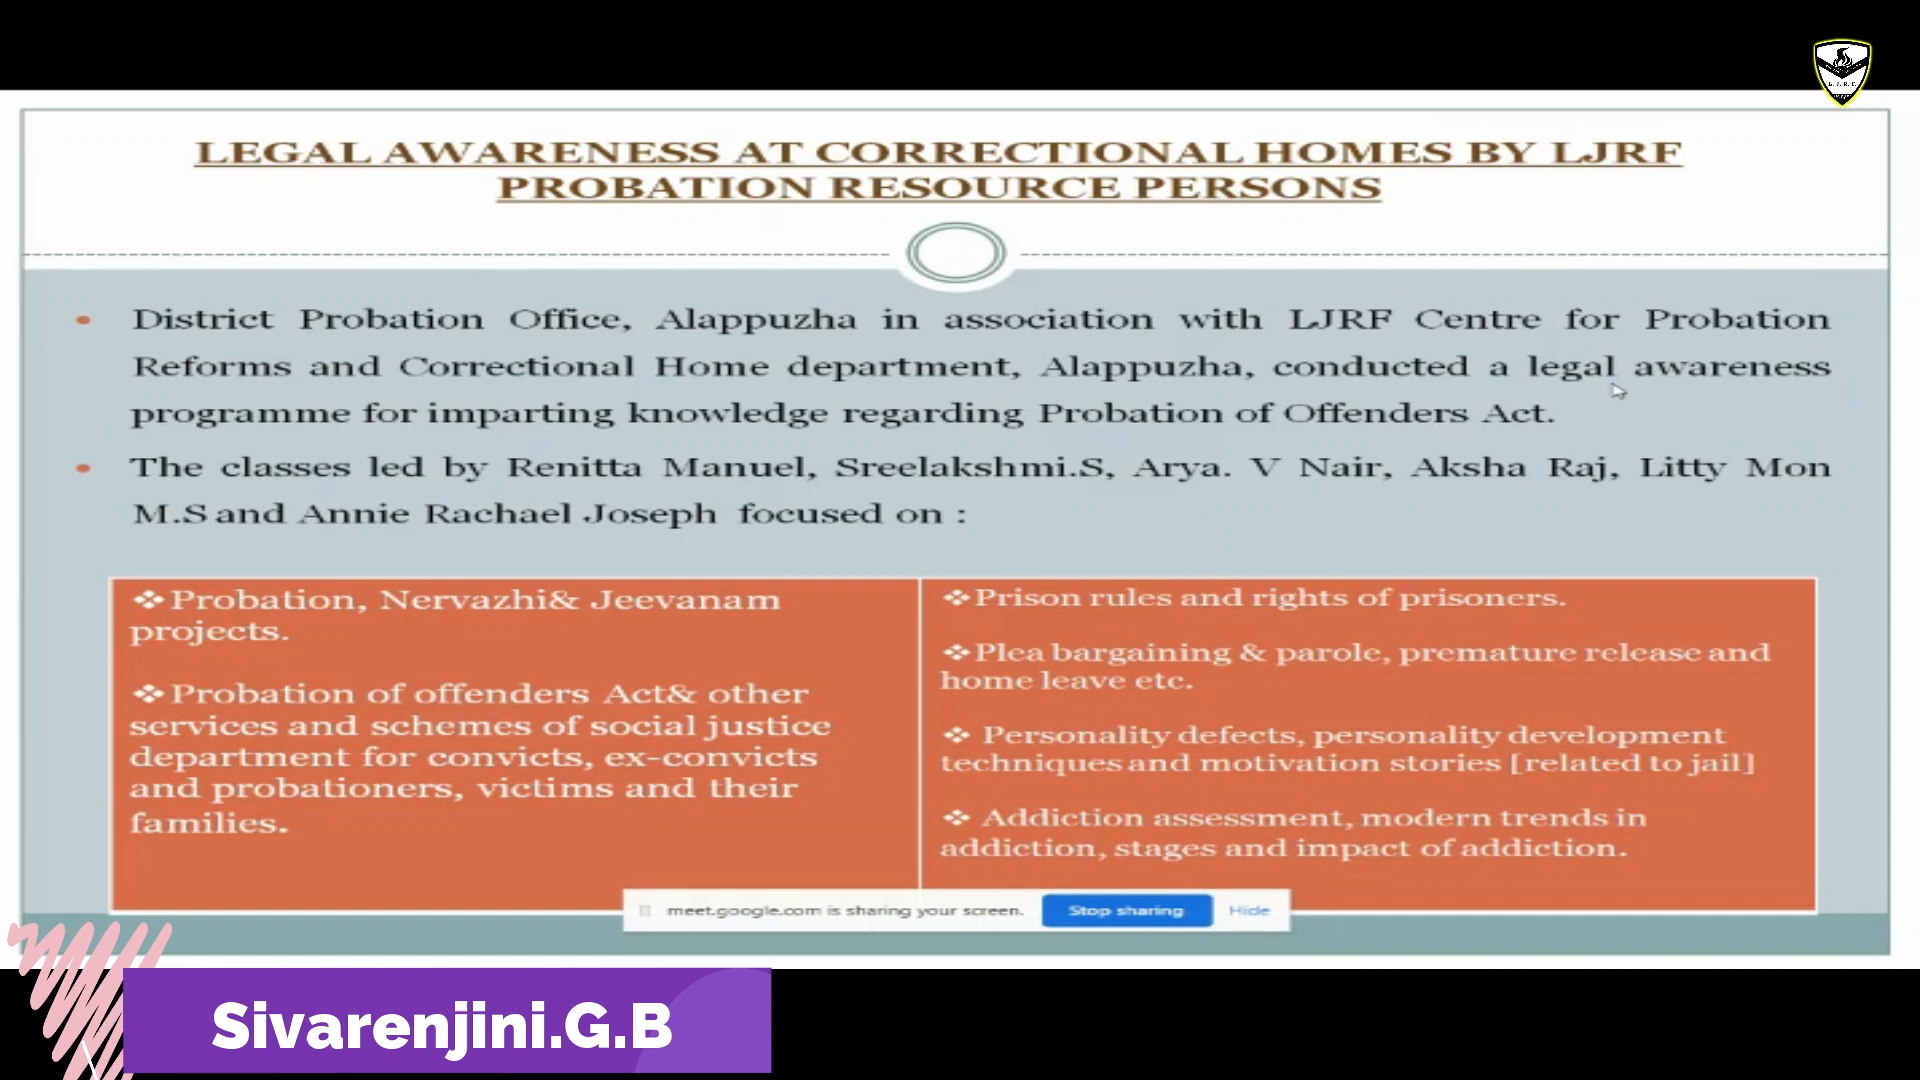 LEGAL AWARENESS AT CORRECTIONAL HOMES BY LJRF
PROBATION RESOURCE PERSONS
• District Probation Office, Alappuzha in association with LJRF Centre for Probation
Reforms and Correctional Home department, Alappuzha, conducted a legal awareness
programme for imparting knowledge regarding Probation of Offenders Act.
• The classes led by Renitta Manuel, Sreelakshmi.S, Arya. V Nair, Aksha Raj, Litty Mon
M.S and Annie Rachael Joseph focused on :
❖Probation, Nervazhi& Jeevanam
projects.
❖Probation of offenders Act& other
services and schemes of social justice
department for convicts, ex-convicts
and probationers, victims and their
families.
❖Prison rules and rights of prisoners.
❖Plea bargaining & parole, premature release and
home leave etc.
❖ Personality defects, personality development
techniques and motivation stories [related to jail]
❖ Addiction assessment, modern trends in
addiction, stages and impact of addiction.
meet.google.com is sharing your screen. Stop sharing Hide
Sivarenjini.G.B